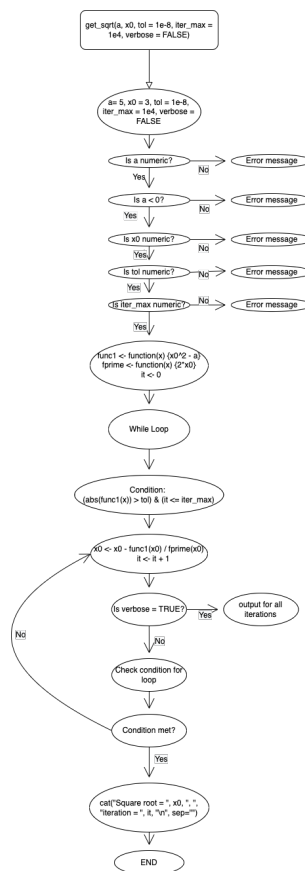 get_sqrt(a, x0, tol = 1e-8, iter_max =
1e4, verbose = FALSE)
a= 5, x0 = 3, tol = 1e-8,
iter_max = 1e4, verbose =
FALSE
Is a numeric?
No
Error message
Yes
Is a < 0?
No
Error message
Yes
Is x0 numeric?
No
Error message
Yes
Is tol numeric?
No
Error message
Yes
Is iter_max numeric?
No
Error message
Yes
func1 <- function(x) {x0^2 - a}
fprime <- function(x) {2*x0}
it <- 0
While Loop
Condition:
(abs(func1(x)) > tol) & (it <= iter_max)
x0 <- x0 - func1(x0) / fprime(x0)
it <- it + 1
Is verbose = TRUE?
Yes
output for all
iterations
No
No
Check condition for
loop
Condition met?
Yes
cat("Square root = ", x0, ", ",
"iteration = ", it, "\n", sep="")
END